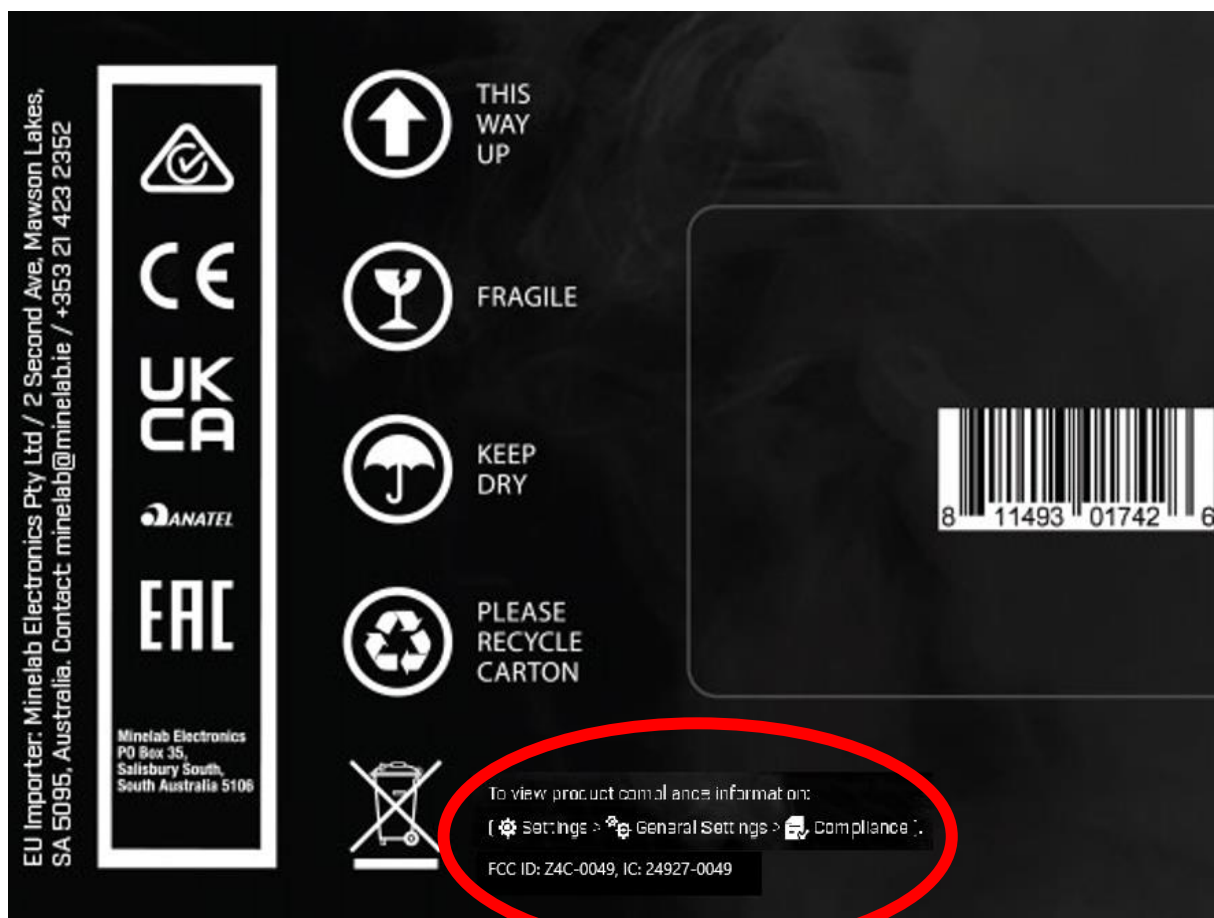 EU Importer: Minelab Electronics Pty Ltd / 2 Second Ave, Mawson Lakes,
SA 5095, Australia. Contact: minelab@minelab.ie / +353 21 423 2352
CE
UK
CA
ANATEL
EAC
Minelab Electronics
PO Box 35,
Salisbury South,
South Australia 5106
THIS
WAY
UP
FRAGILE
KEEP
DRY
PLEASE
RECYCLE
CARTON
To view product compliance information:
[ Settings > General Settings > Compliance ].
FCC ID: Z4C-0049, IC: 24927-0049
8 11493 01742 6